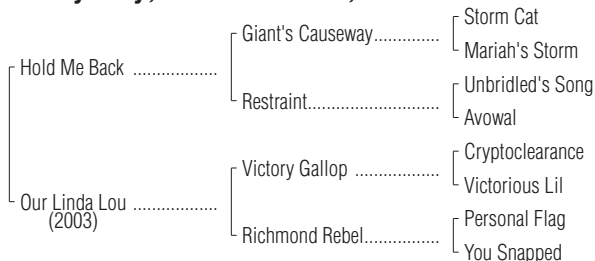 Storm Cat
Giant's Causeway...............
Mariah's Storm
Hold Me Back ..................
Unbridled's Song
Restraint.............................
Avowal
Cryptoclearance
Victory Gallop ..................
Victorious Lil
Our Linda Lou ..................
(2003)
Personal Flag
Richmond Rebel.................
You Snapped